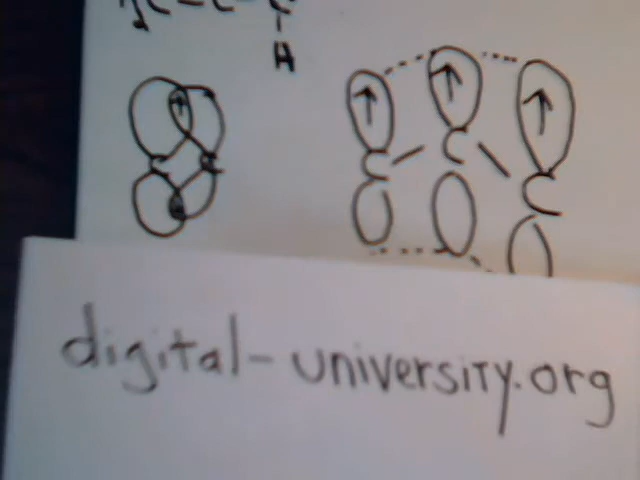 C - C - C
H
C C
C - C \ C
digital-university.org